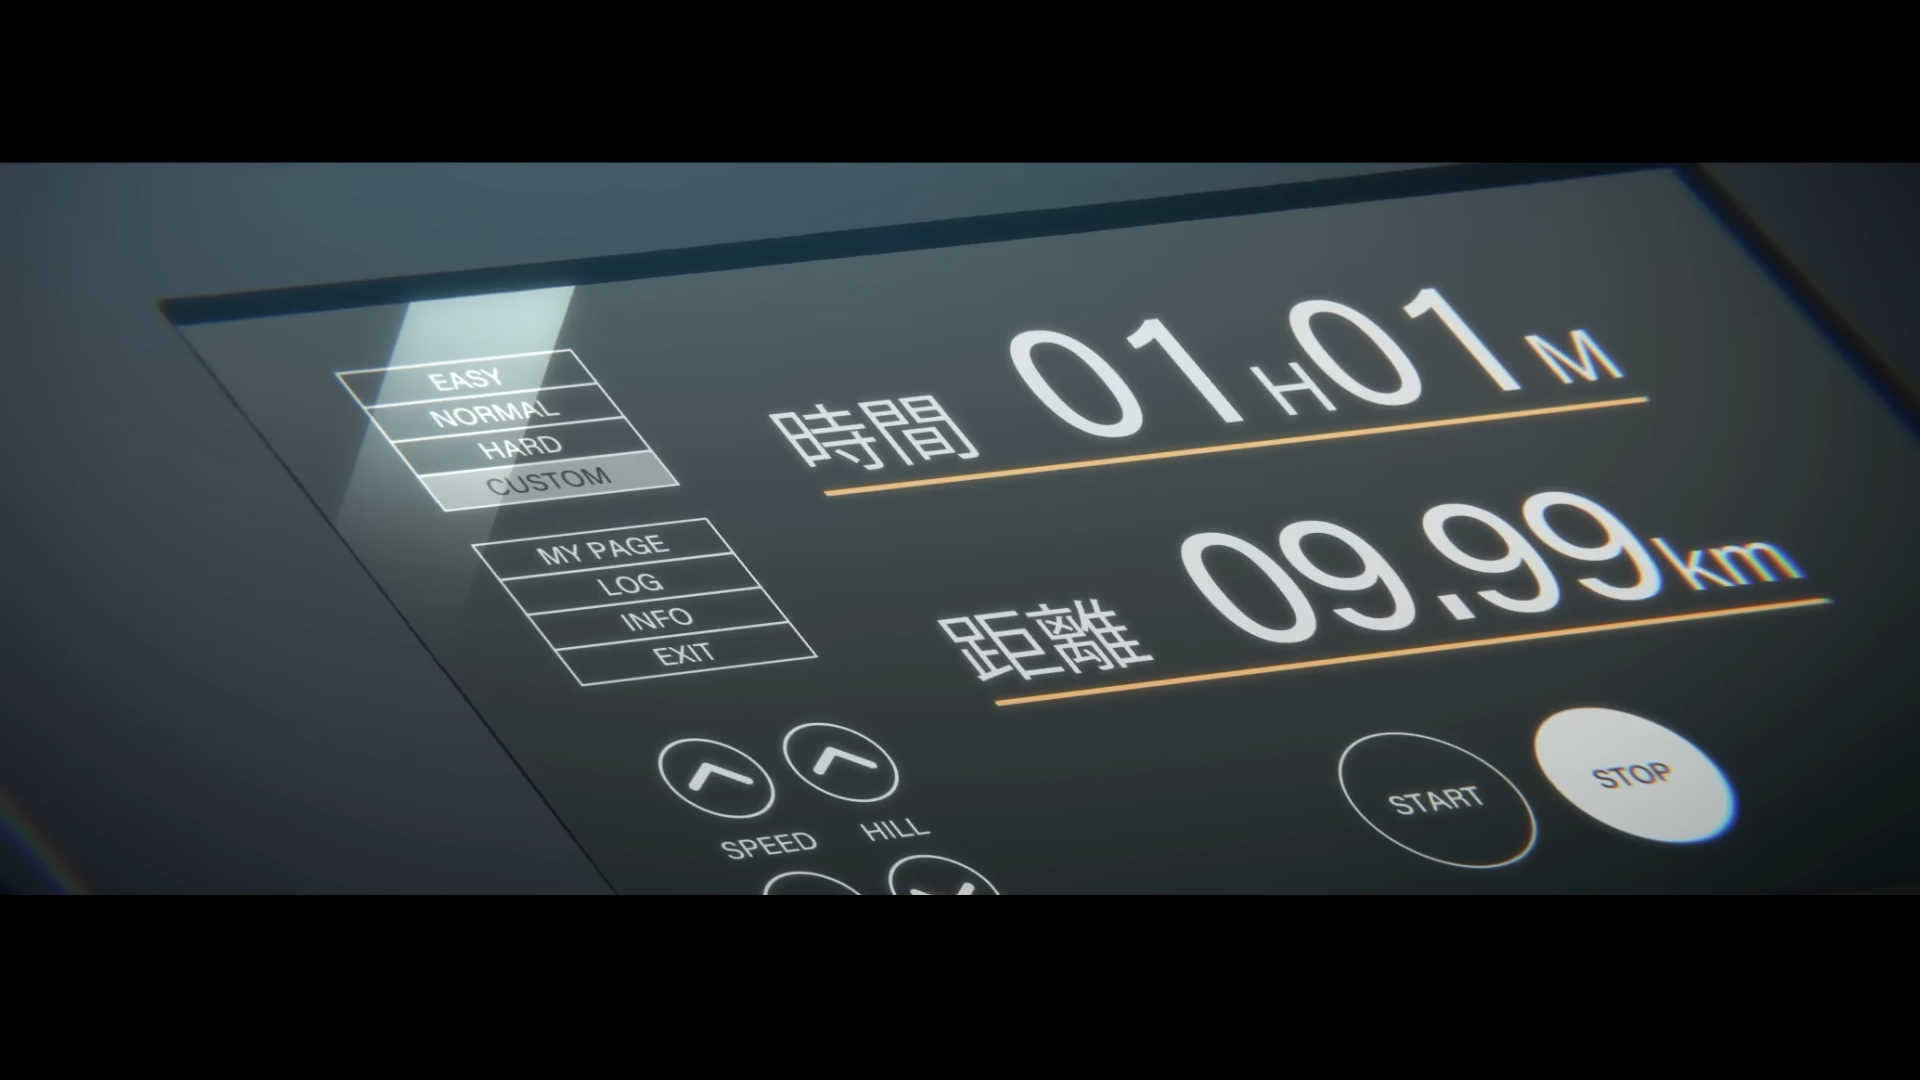 EASY
NORMAL
HARD
CUSTOM
MY PAGE
LOG
INFO
EXIT
時間 01H01M
距離 09.99km
SPEED HILL
START STOP